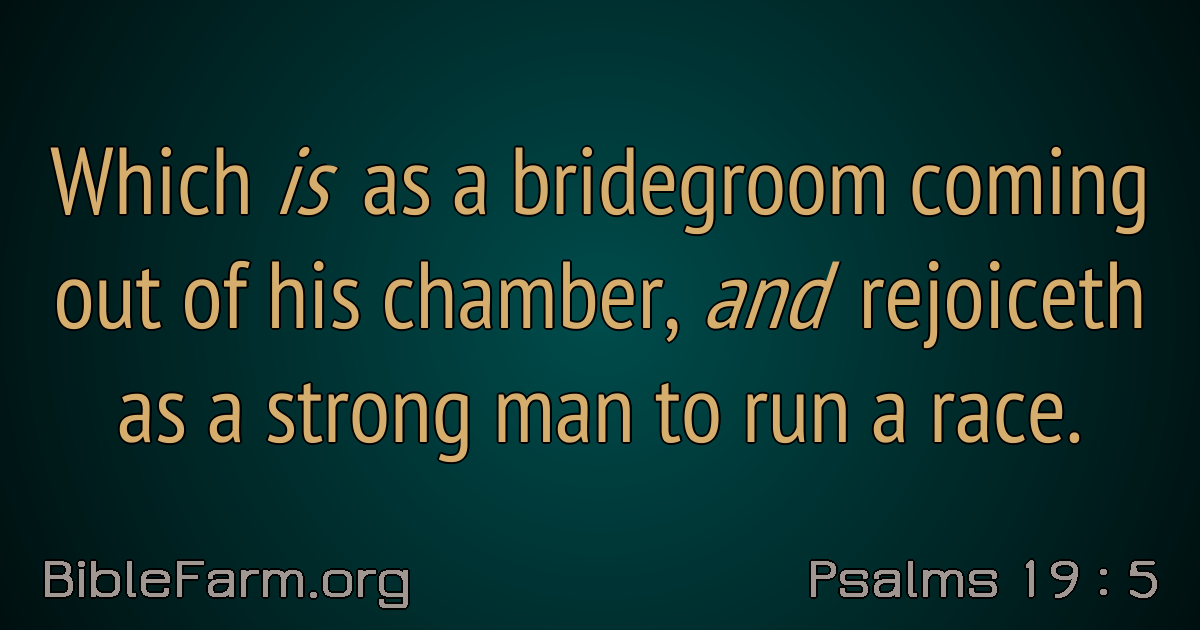 Which is as a bridegroom coming
out of his chamber, and rejoiceth
as a strong man to run a race.
BibleFarm.org
Psalms 19 : 5